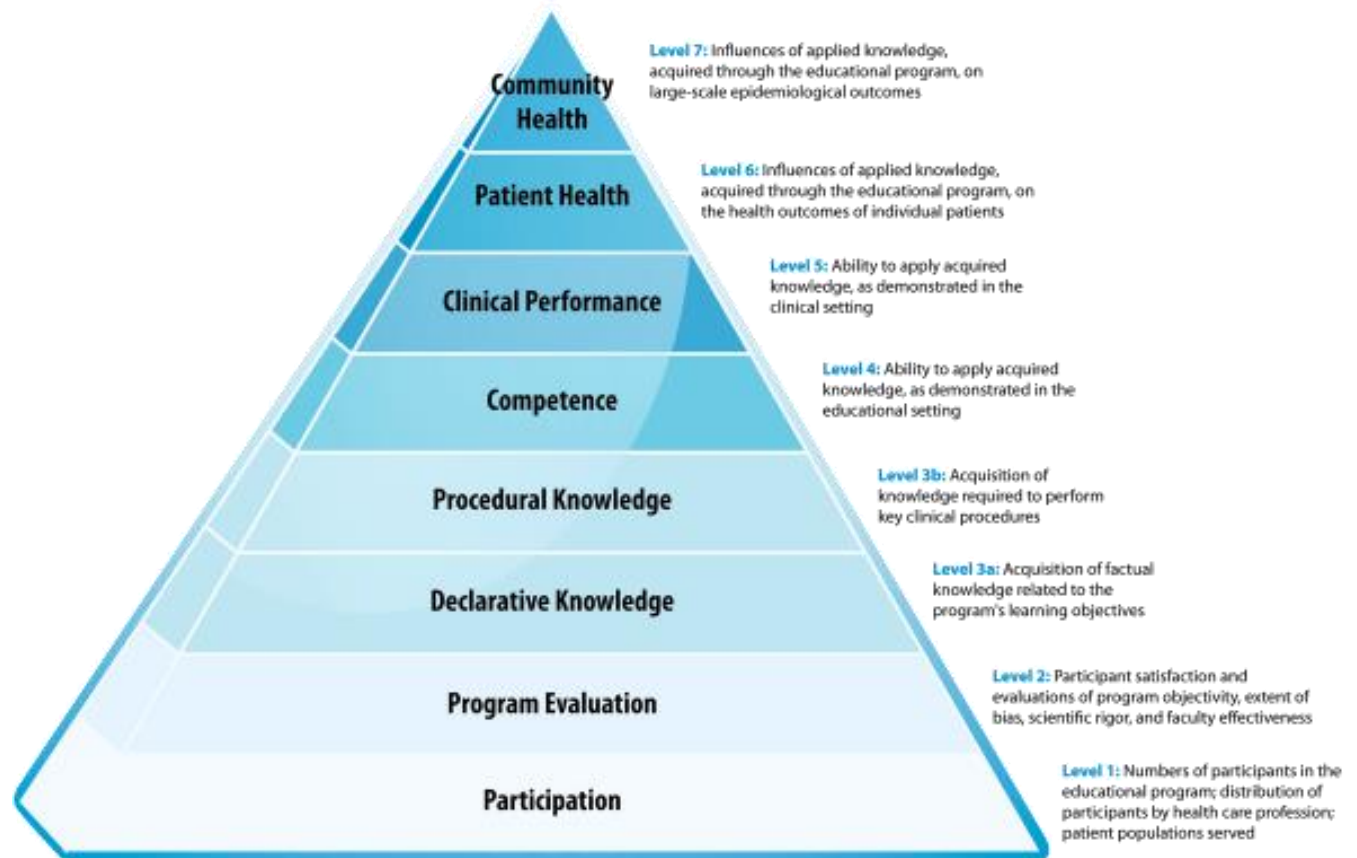 Community
Health
Level 7: Influences of applied knowledge,
acquired through the educational program, on
large-scale epidemiological outcomes
Patient Health
Level 6: Influences of applied knowledge,
acquired through the educational program, on
the health outcomes of individual patients
Clinical Performance
Level 5: Ability to apply acquired
knowledge, as demonstrated in the
clinical setting
Competence
Level 4: Ability to apply acquired
knowledge, as demonstrated in the
educational setting
Procedural Knowledge
Level 3b: Acquisition of
knowledge required to perform
key clinical procedures
Declarative Knowledge
Level 3a: Acquisition of factual
knowledge related to the
program's learning objectives
Program Evaluation
Level 2: Participant satisfaction and
evaluations of program objectivity, extent of
bias, scientific rigor, and faculty effectiveness
Participation
Level 1: Numbers of participants in the
educational program; distribution of
participants by health care profession;
patient populations served